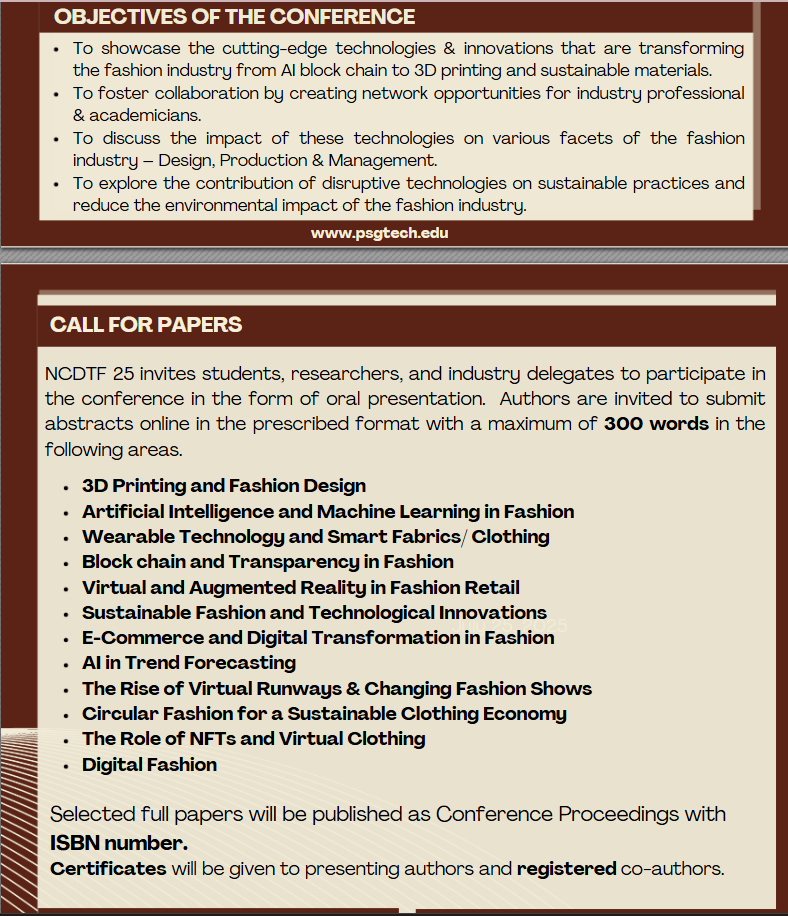 OBJECTIVES OF THE CONFERENCE
• To showcase the cutting-edge technologies & innovations that are transforming
the fashion industry from AI block chain to 3D printing and sustainable materials.
• To foster collaboration by creating network opportunities for industry professional
& academicians.
• To discuss the impact of these technologies on various facets of the fashion
industry – Design, Production & Management.
• To explore the contribution of disruptive technologies on sustainable practices and
reduce the environmental impact of the fashion industry.
www.psgtech.edu
CALL FOR PAPERS
NCDTF 25 invites students, researchers, and industry delegates to participate in
the conference in the form of oral presentation. Authors are invited to submit
abstracts online in the prescribed format with a maximum of 300 words in the
following areas.
• 3D Printing and Fashion Design
• Artificial Intelligence and Machine Learning in Fashion
• Wearable Technology and Smart Fabrics/ Clothing
• Block chain and Transparency in Fashion
• Virtual and Augmented Reality in Fashion Retail
• Sustainable Fashion and Technological Innovations
• E-Commerce and Digital Transformation in Fashion
• AI in Trend Forecasting
• The Rise of Virtual Runways & Changing Fashion Shows
• Circular Fashion for a Sustainable Clothing Economy
• The Role of NFTs and Virtual Clothing
• Digital Fashion
Selected full papers will be published as Conference Proceedings with
ISBN number.
Certificates will be given to presenting authors and registered co-authors.